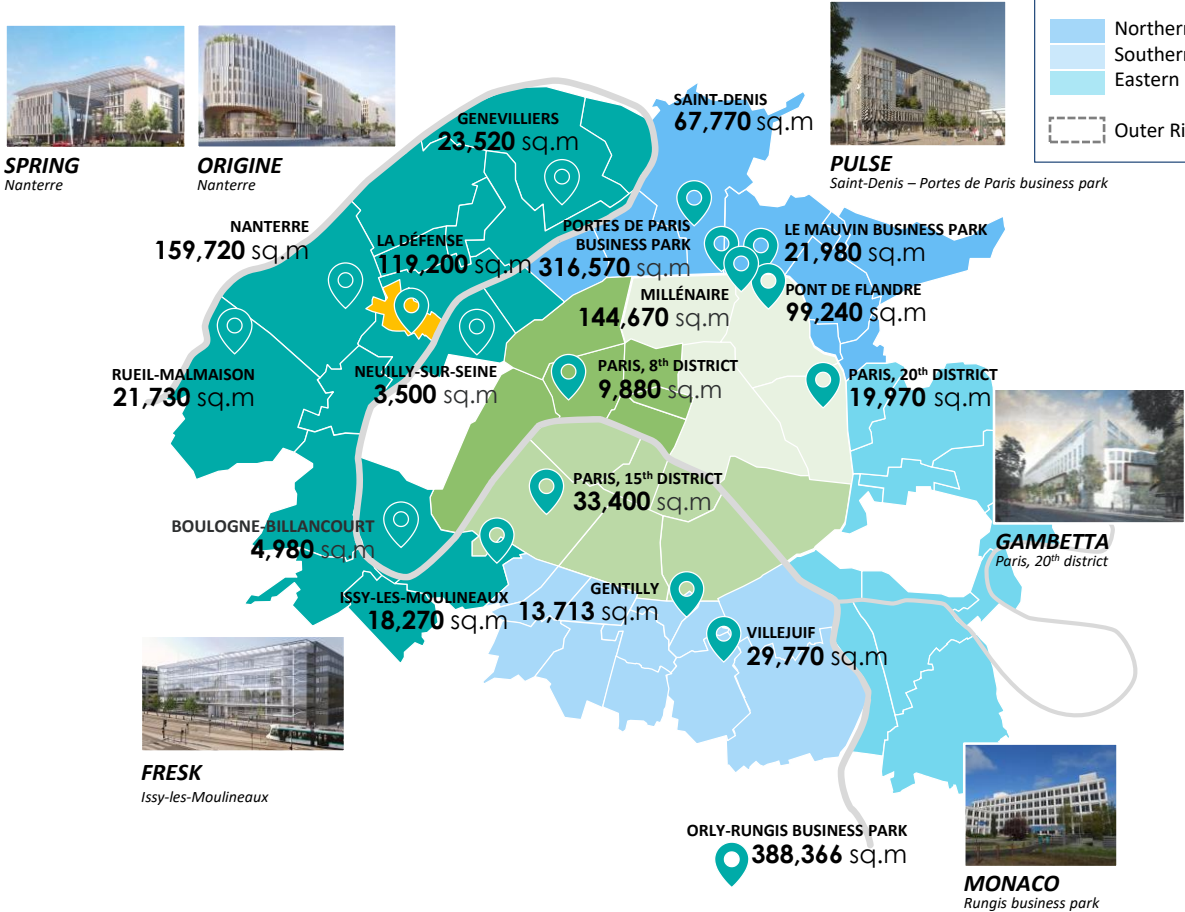 SPRING
Nanterre
ORIGINE
Nanterre
PULSE
Saint-Denis – Portes de Paris business park
Northern
Southern
Eastern
Outer Ri
GENEVILLIERS
23,520 sq.m
SAINT-DENIS
67,770 sq.m
NANTERRE
159,720 sq.m
LA DÉFENSE
119,200 sq.m
PORTES DE PARIS
BUSINESS PARK
316,570 sq.m
LE MAUVIN BUSINESS PARK
21,980 sq.m
PONT DE FLANDRE
99,240 sq.m
MILLÉNAIRE
144,670 sq.m
RUEIL-MALMAISON
21,730 sq.m
NEUILLY-SUR-SEINE
3,500 sq.m
PARIS, 8th DISTRICT
9,880 sq.m
PARIS, 20th DISTRICT
19,970 sq.m
PARIS, 15th DISTRICT
33,400 sq.m
BOULOGNE-BILLANCOURT
4,980 sq.m
GAMBETTA
Paris, 20th district
ISSY-LES-MOULINEAUX
18,270 sq.m
GENTILLY
13,713 sq.m
VILLEJUIF
29,770 sq.m
FRESK
Issy-les-Moulineaux
ORLY-RUNGIS BUSINESS PARK
388,366 sq.m
MONACO
Rungis business park